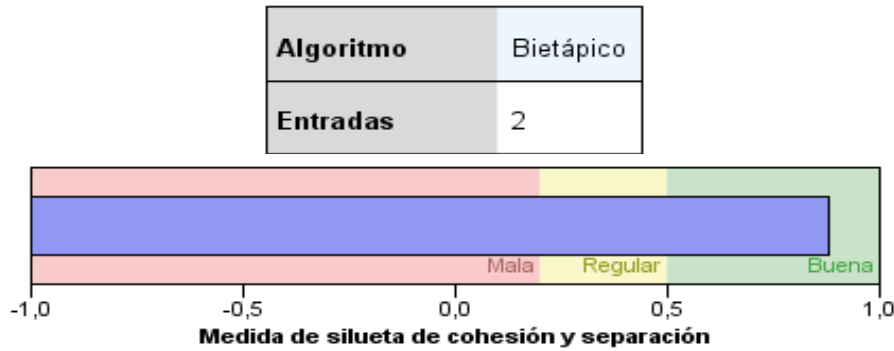 Algoritmo Bietápico
Entradas 2
Mala Regular Buena
-1,0 -0,5 0,0 0,5 1,0
Medida de silueta de cohesión y separación